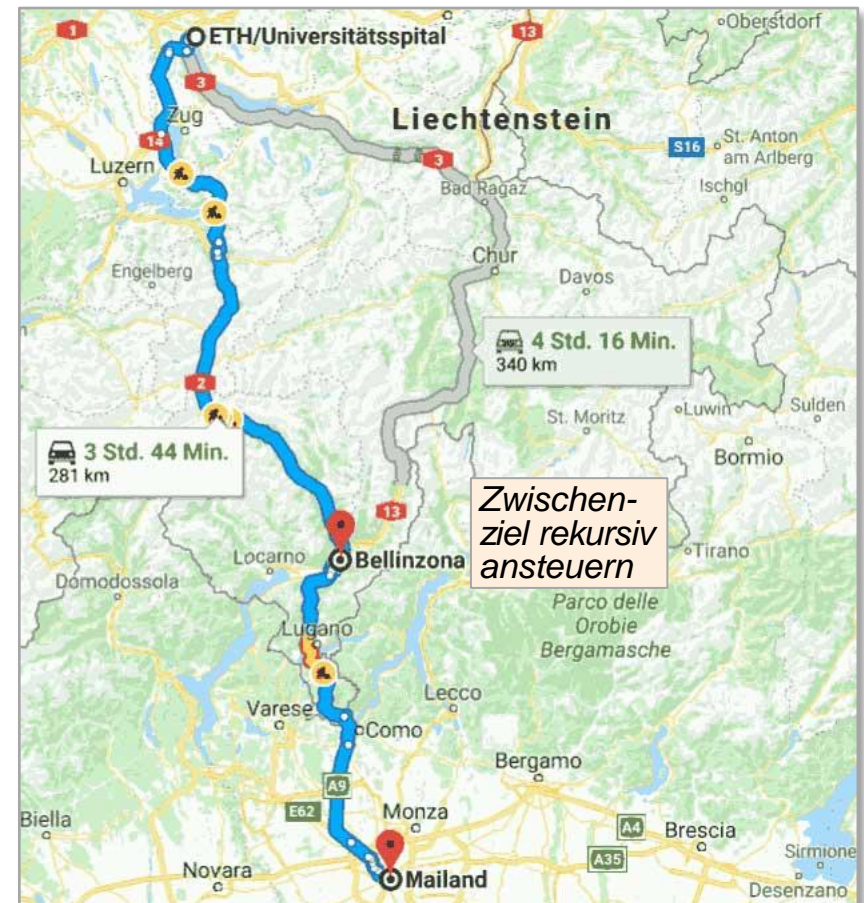 Oberstdorf
1
ETH/Universitätsspital
13
3
Liechtenstein
Zug
14
S16
St. Anton
am Arlberg
3
Luzern
Bad Ragaz
Ischgl
Chur
Engelberg
Davos
4 Std. 16 Min.
340 km
2
St. Moritz
Luwin
Sulden
3 Std. 44 Min.
281 km
Bormio
13
Zwischen-
ziel rekursiv
ansteuern
Locarno
Bellinzona
Tirano
Domodossola
Parco delle
Orobie
Bergamasche
Lugano
Lecco
Varese
Como
Bergamo
A9
E62
Monza
Biella
A4
Brescia
A35
Sirmione
Novara
Mailand
Desenzano